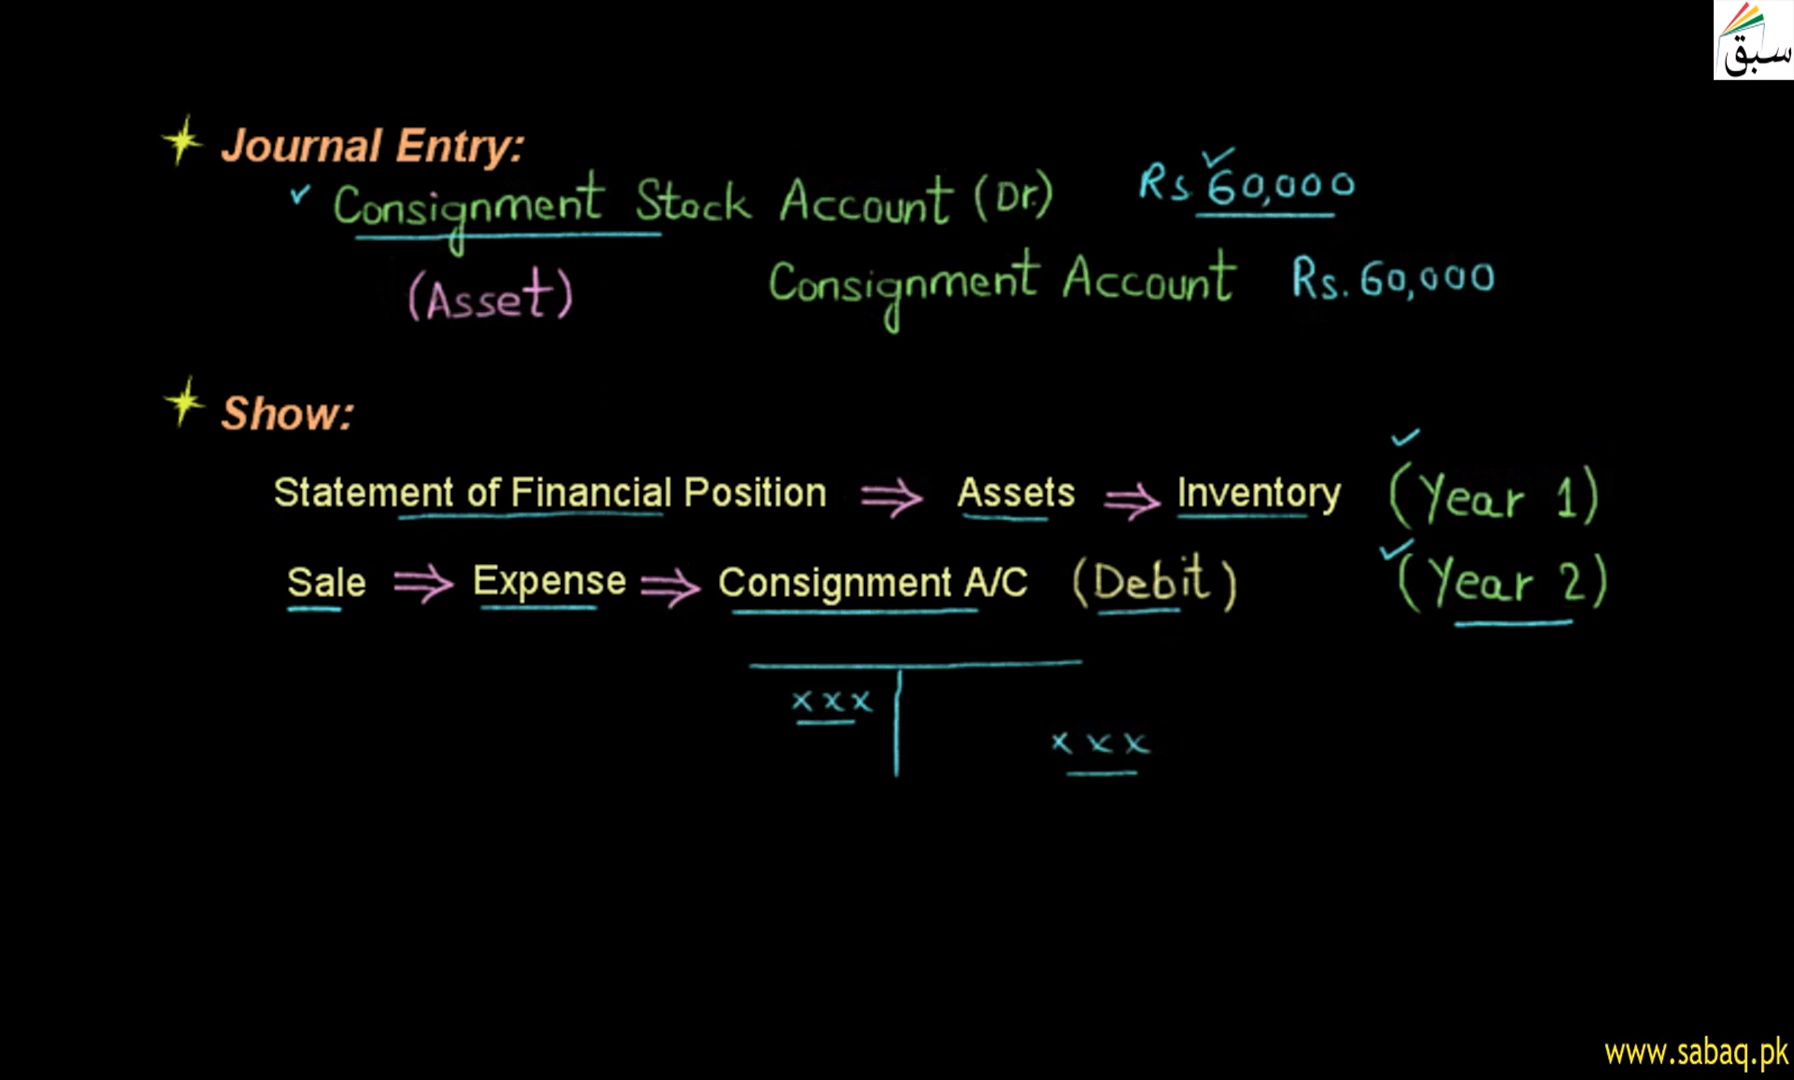 سبق
Journal Entry:
Consignment Stock Account (Dr.) Rs 60,000
(Asset) Consignment Account Rs. 60,000
Show:
Statement of Financial Position ⇒ Assets ⇒ Inventory (Year 1)
Sale ⇒ Expense ⇒ Consignment A/C (Debit) (Year 2)
xxx
xxx
www.sabaq.pk